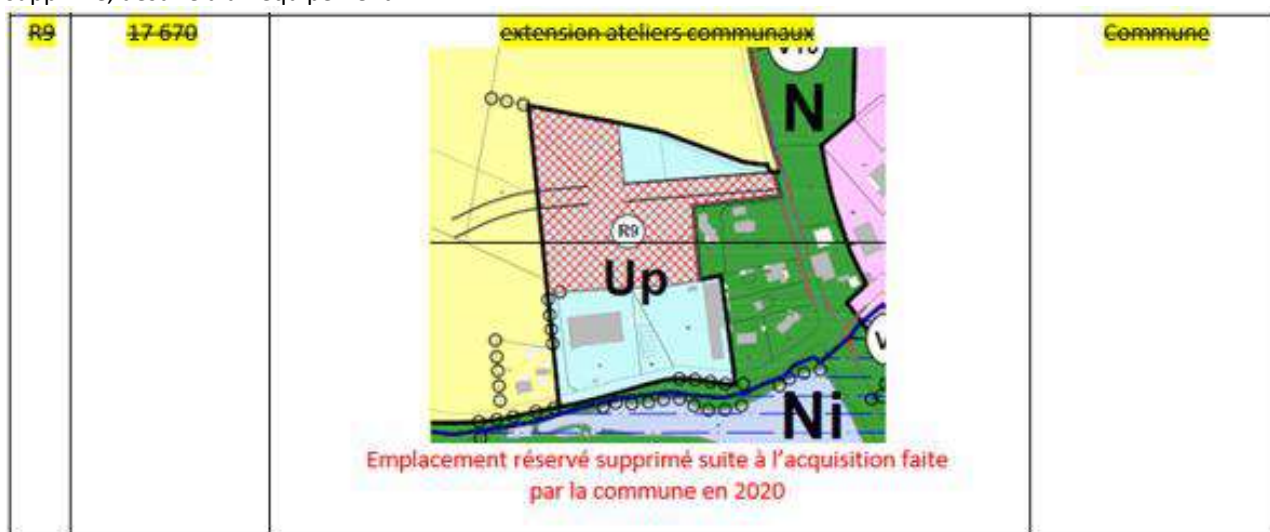 R9 17 670 extension ateliers communaux Commune
N
R9
Up
Ni
Emplacement réservé supprimé suite à l'acquisition faite
par la commune en 2020